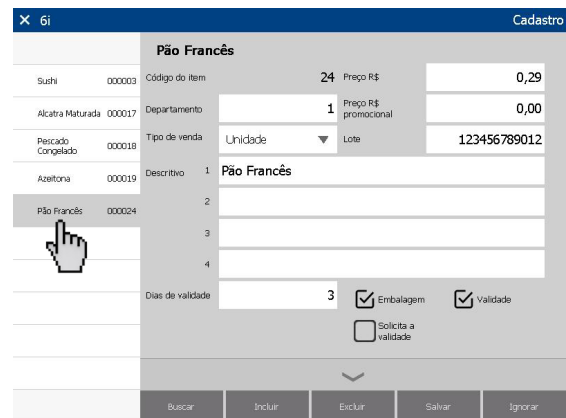 6i Cadastro
Pão Francês
Sushi 000003
Alcatra Maturada 000017
Pescado
Congelado 000018
Azeitona 000019
Pão Francês 000024
Código do item 24 Preço R$ 0,29
Departamento 1 Preço R$
promocional 0,00
Tipo de venda Unidade Lote 123456789012
Descritivo 1 Pão Francês
2
3
4
Dias de validade 3 Embalagem Validade
Solicita a
validade
Buscar Incluir Excluir Salvar Ignorar